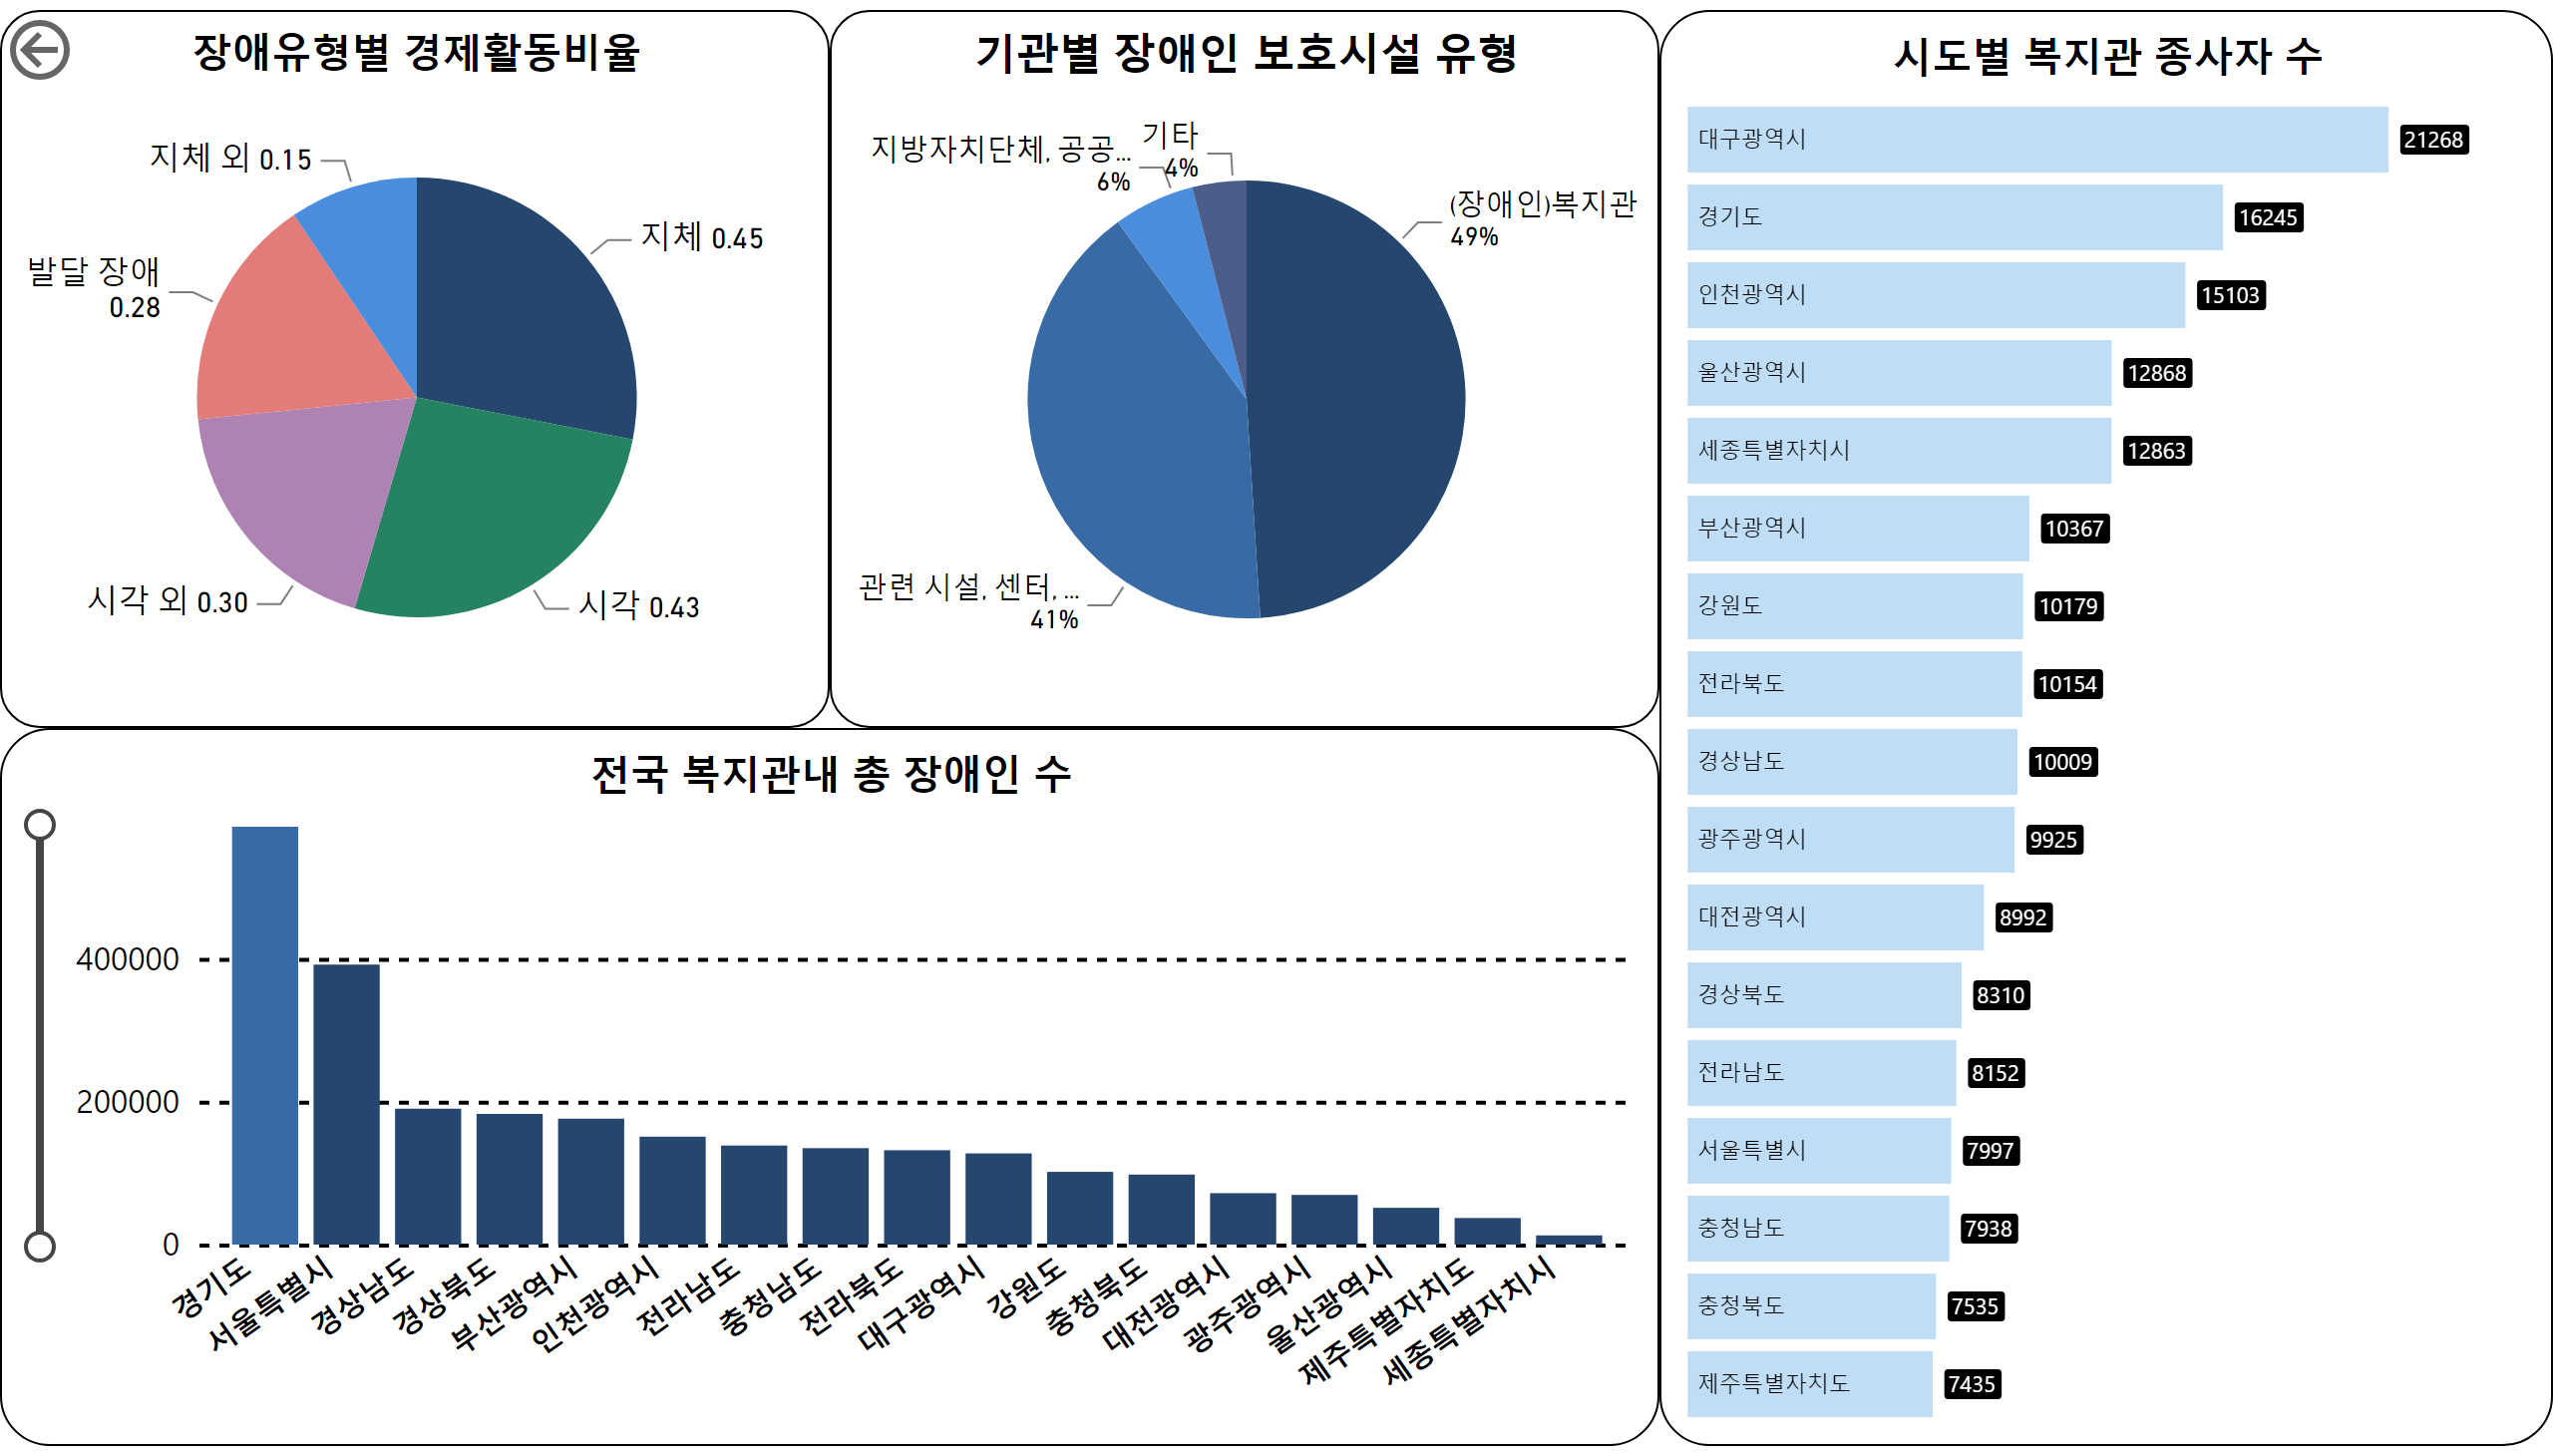 장애유형별 경제활동비율
지체 외 0.15
지체 0.45
발달 장애
0.28
시각 외 0.30
시각 0.43
기관별 장애인 보호시설 유형
지방자치단체, 공공...
6%
기타
4%
(장애인)복지관
49%
관련 시설, 센터, ...
41%
전국 복지관내 총 장애인 수
400000
200000
0
경기도
서울특별시
경상남도
경상북도
부산광역시
인천광역시
전라남도
충청남도
전라북도
대구광역시
강원도
충청북도
대전광역시
광주광역시
울산광역시
제주특별자치도
세종특별자치시
시도별 복지관 종사자 수
대구광역시 21268
경기도 16245
인천광역시 15103
울산광역시 12868
세종특별자치시 12863
부산광역시 10367
강원도 10179
전라북도 10154
경상남도 10009
광주광역시 9925
대전광역시 8992
경상북도 8310
전라남도 8152
서울특별시 7997
충청남도 7938
충청북도 7535
제주특별자치도 7435